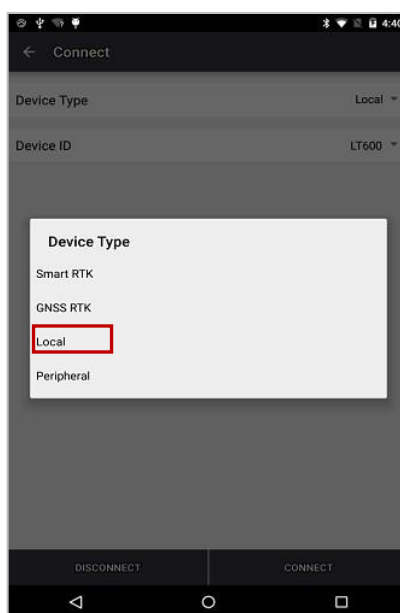 4:40
Connect
Device Type Local
Device ID LT600
Device Type
Smart RTK
GNSS RTK
Local
Peripheral
DISCONNECT CONNECT